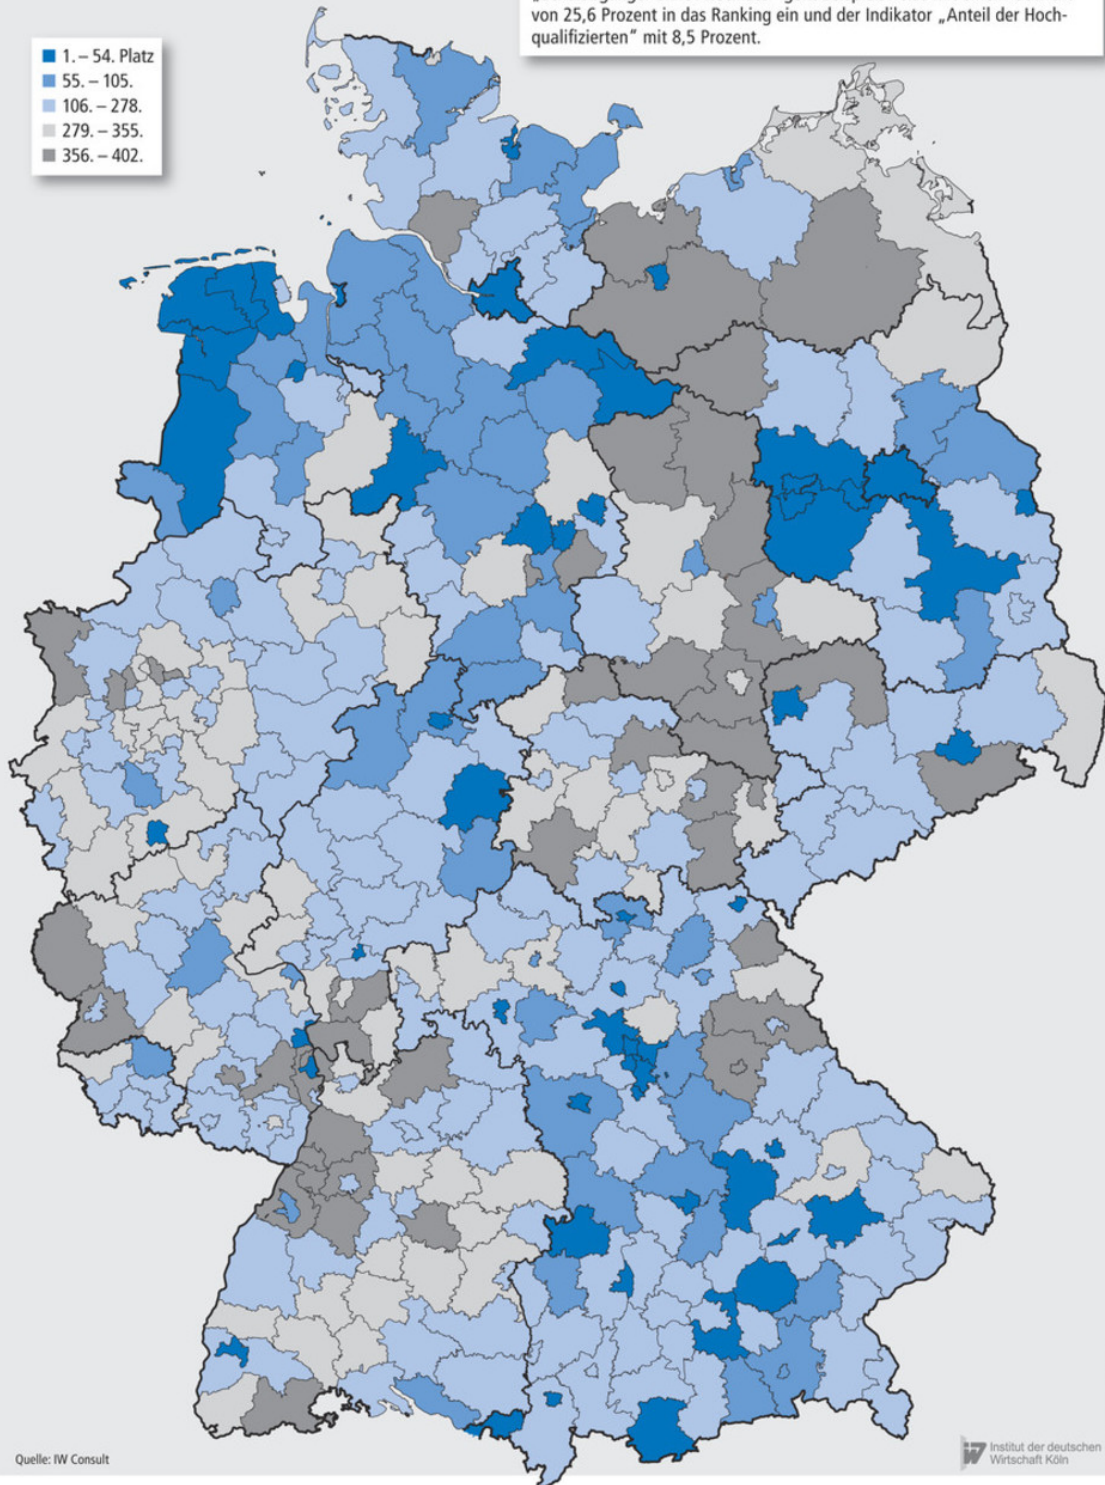 von 25,6 Prozent in das Ranking ein und der Indikator „Anteil der Hoch-
qualifizierten“ mit 8,5 Prozent.
1. – 54. Platz
55. – 105.
106. – 278.
279. – 355.
356. – 402.
Quelle: IW Consult
iW Institut der deutschen
Wirtschaft Köln